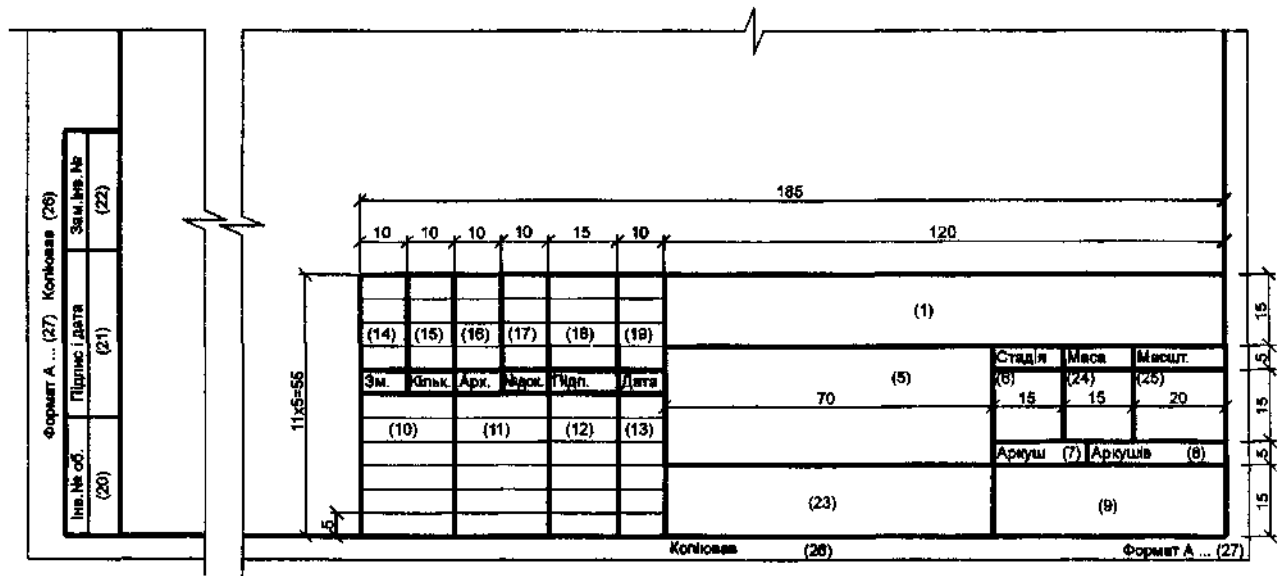 185
10 10 10 10 15 10 120
(1)
15
(14) (15) (16) (17) (18) (19)
Стадія Маса Масшт. 5
Зм. Кільк. Арк. №док. Підп. Дата
(5)
(6) (24) (25)
70 15 15 20 15
11x5=55
(10) (11) (12) (13)
Аркуш (7) Аркушів (8) 5
(23) (9) 15
5
Копіював (26) Формат А ... (27)
Формат А ... (27) Копіював (26)
Зам.інв.№ (22)
Підпис і дата (21)
Інв.№ об. (20)